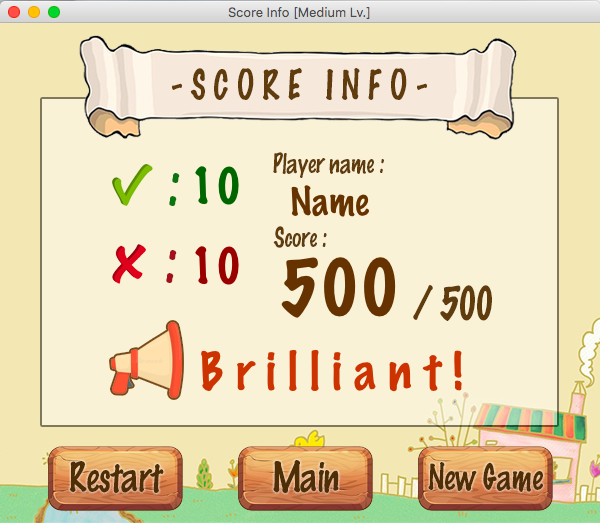 Score Info [Medium Lv.]
-SCORE INFO-
: 10
Player name :
Name
: 10
Score :
500 / 500
Brilliant!
Restart
Main
New Game